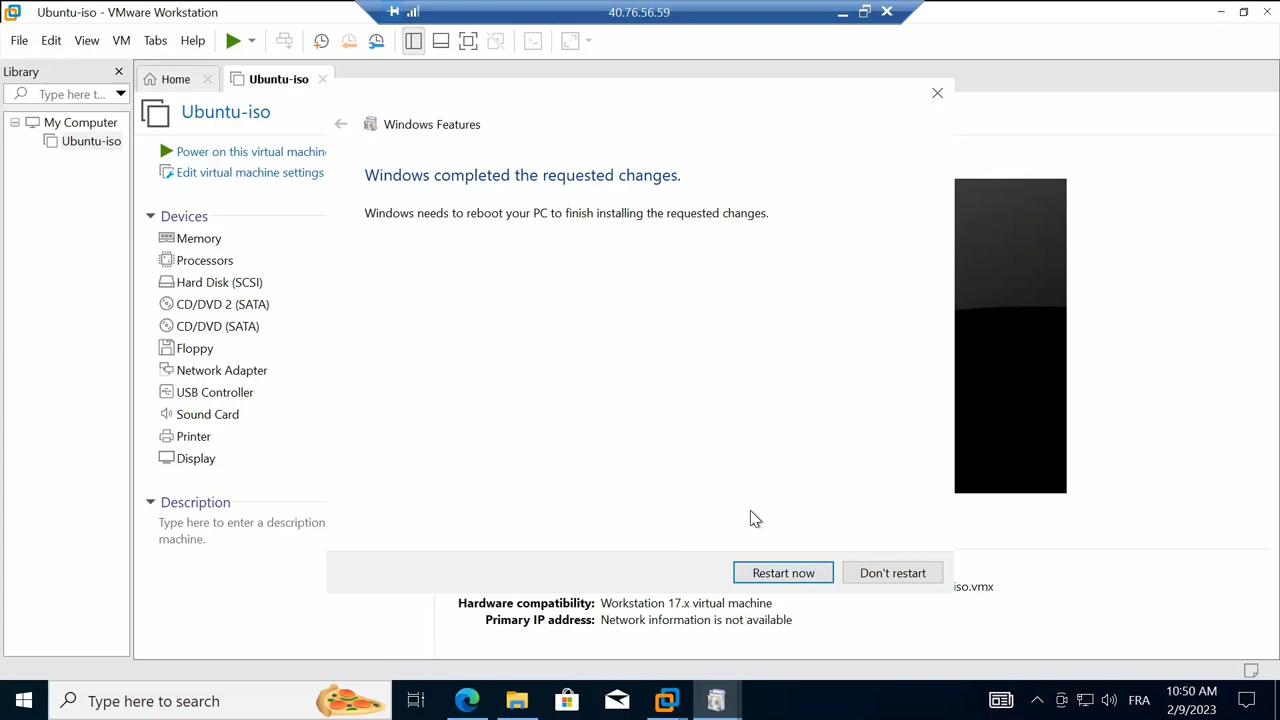 Ubuntu-iso - VMware Workstation
40.76.56.59
File Edit View VM Tabs Help
Library
Home
Ubuntu-iso
Type here t...
My Computer
Ubuntu-iso
Ubuntu-iso
Power on this virtual machin
Edit virtual machine settings
Devices
Memory
Processors
Hard Disk (SCSI)
CD/DVD 2 (SATA)
CD/DVD (SATA)
Floppy
Network Adapter
USB Controller
Sound Card
Printer
Display
Description
Type here to enter a description
machine.
Windows Features
Windows completed the requested changes.
Windows needs to reboot your PC to finish installing the requested changes.
Restart now
Don't restart
iso.vmx
Hardware compatibility: Workstation 17.x virtual machine
Primary IP address: Network information is not available
Type here to search
FRA
10:50 AM
2/9/2023